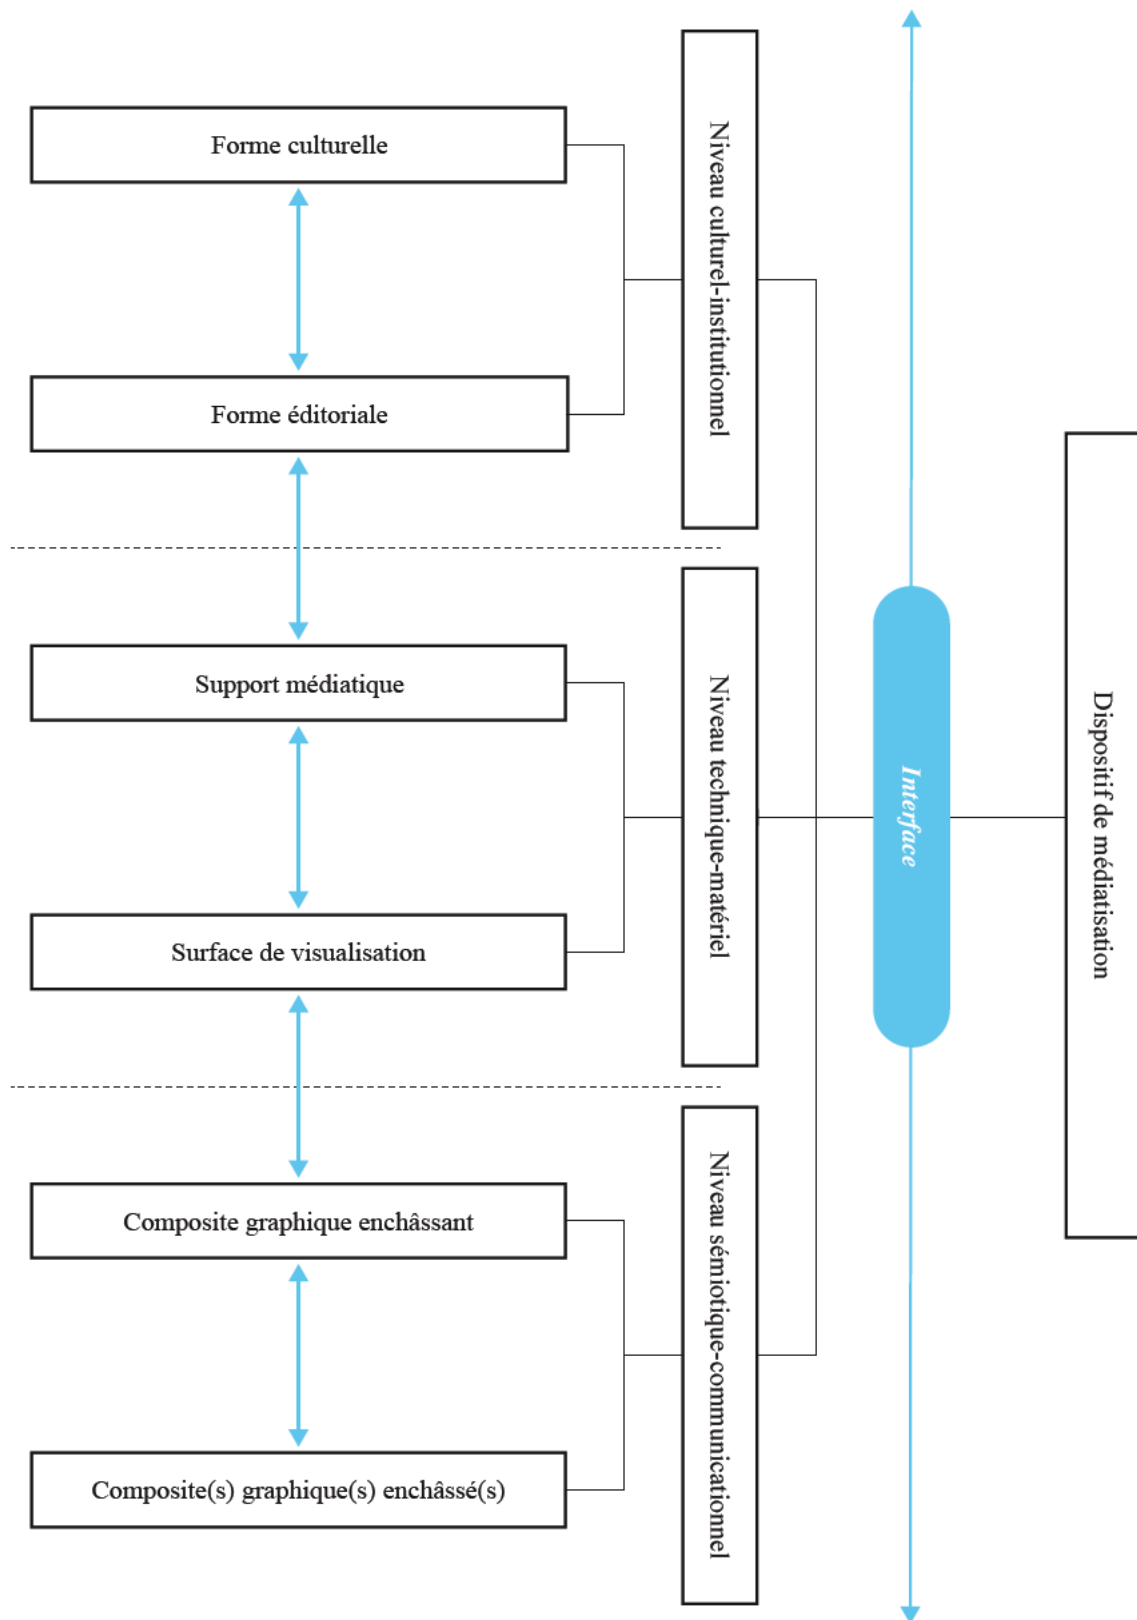 Forme culturelle
Forme éditoriale
Niveau culturel-institutionnel
Support médiatique
Surface de visualisation
Niveau technique-matériel
Composite graphique enchâssant
Composite(s) graphique(s) enchâssé(s)
Niveau sémiotique-communicationnel
Interface
Dispositif de médiatisation